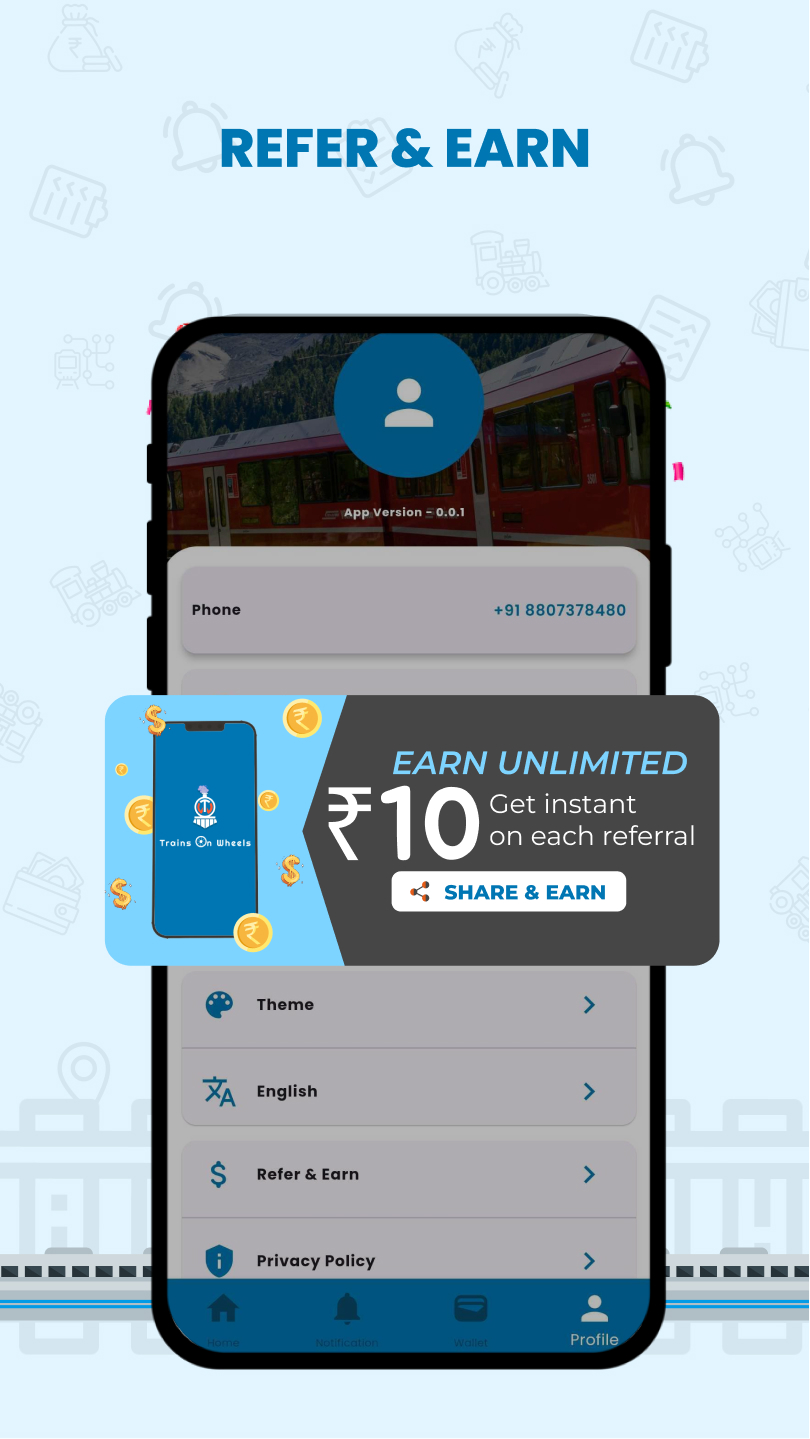 REFER & EARN
App Version - 0.0.1
Phone
+91 8807378480
EARN UNLIMITED
₹10
Get instant
on each referral
Trains On Wheels
SHARE & EARN
Theme
English
Refer & Earn
Privacy Policy
Home
Notification
Wallet
Profile